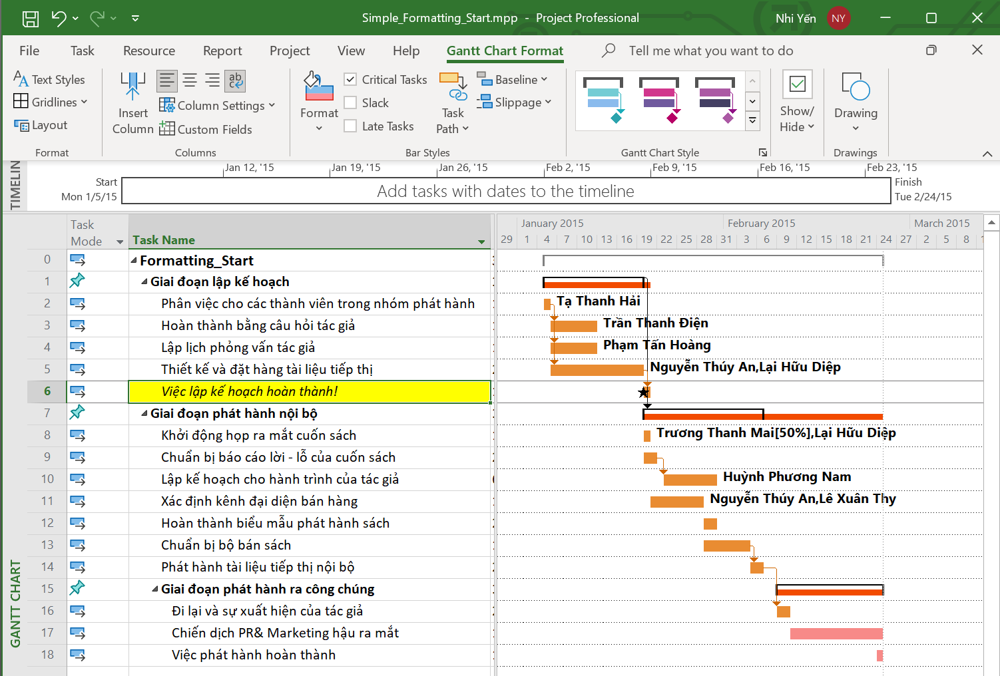 Simple_Formatting_Start.mpp - Project Professional
Nhi Yến NY
File Task Resource Report Project View Help Gantt Chart Format Tell me what you want to do
Text Styles
Gridlines
Layout
Format
Insert Column
Column Settings
Custom Fields
Columns
Format
Critical Tasks
Slack
Late Tasks
Task Path
Baseline
Slippage
Bar Styles
Gantt Chart Style
Show/ Hide
Drawing
Drawings
TIMELIN
Jan 12, '15 Jan 19, '15 Jan 26, '15 Feb 2, '15 Feb 9, '15 Feb 16, '15 Feb 23, '15
Start
Mon 1/5/15
Add tasks with dates to the timeline
Finish
Tue 2/24/15
GANTT CHART
Task Mode
Task Name
January 2015 February 2015 March 2015
29 1 4 7 10 13 16 19 22 25 28 31 3 6 9 12 15 18 21 24 27 2 5 8
0 Formatting_Start
1 Giai đoạn lập kế hoạch
2 Phân việc cho các thành viên trong nhóm phát hành Tạ Thanh Hải
3 Hoàn thành bảng câu hỏi tác giả Trần Thanh Điện
4 Lập lịch phỏng vấn tác giả Phạm Tấn Hoàng
5 Thiết kế và đặt hàng tài liệu tiếp thị Nguyễn Thúy An,Lại Hữu Diệp
6 Việc lập kế hoạch hoàn thành!
7 Giai đoạn phát hành nội bộ
8 Khởi động họp ra mắt cuốn sách Trương Thanh Mai[50%],Lại Hữu Diệp
9 Chuẩn bị báo cáo lời - lỗ của cuốn sách
10 Lập kế hoạch cho hành trình của tác giả Huỳnh Phương Nam
11 Xác định kênh đại diện bán hàng Nguyễn Thúy An,Lê Xuân Thy
12 Hoàn thành biểu mẫu phát hành sách
13 Chuẩn bị bộ bán sách
14 Phát hành tài liệu tiếp thị nội bộ
15 Giai đoạn phát hành ra công chúng
16 Đi lại và sự xuất hiện của tác giả
17 Chiến dịch PR& Marketing hậu ra mắt
18 Việc phát hành hoàn thành